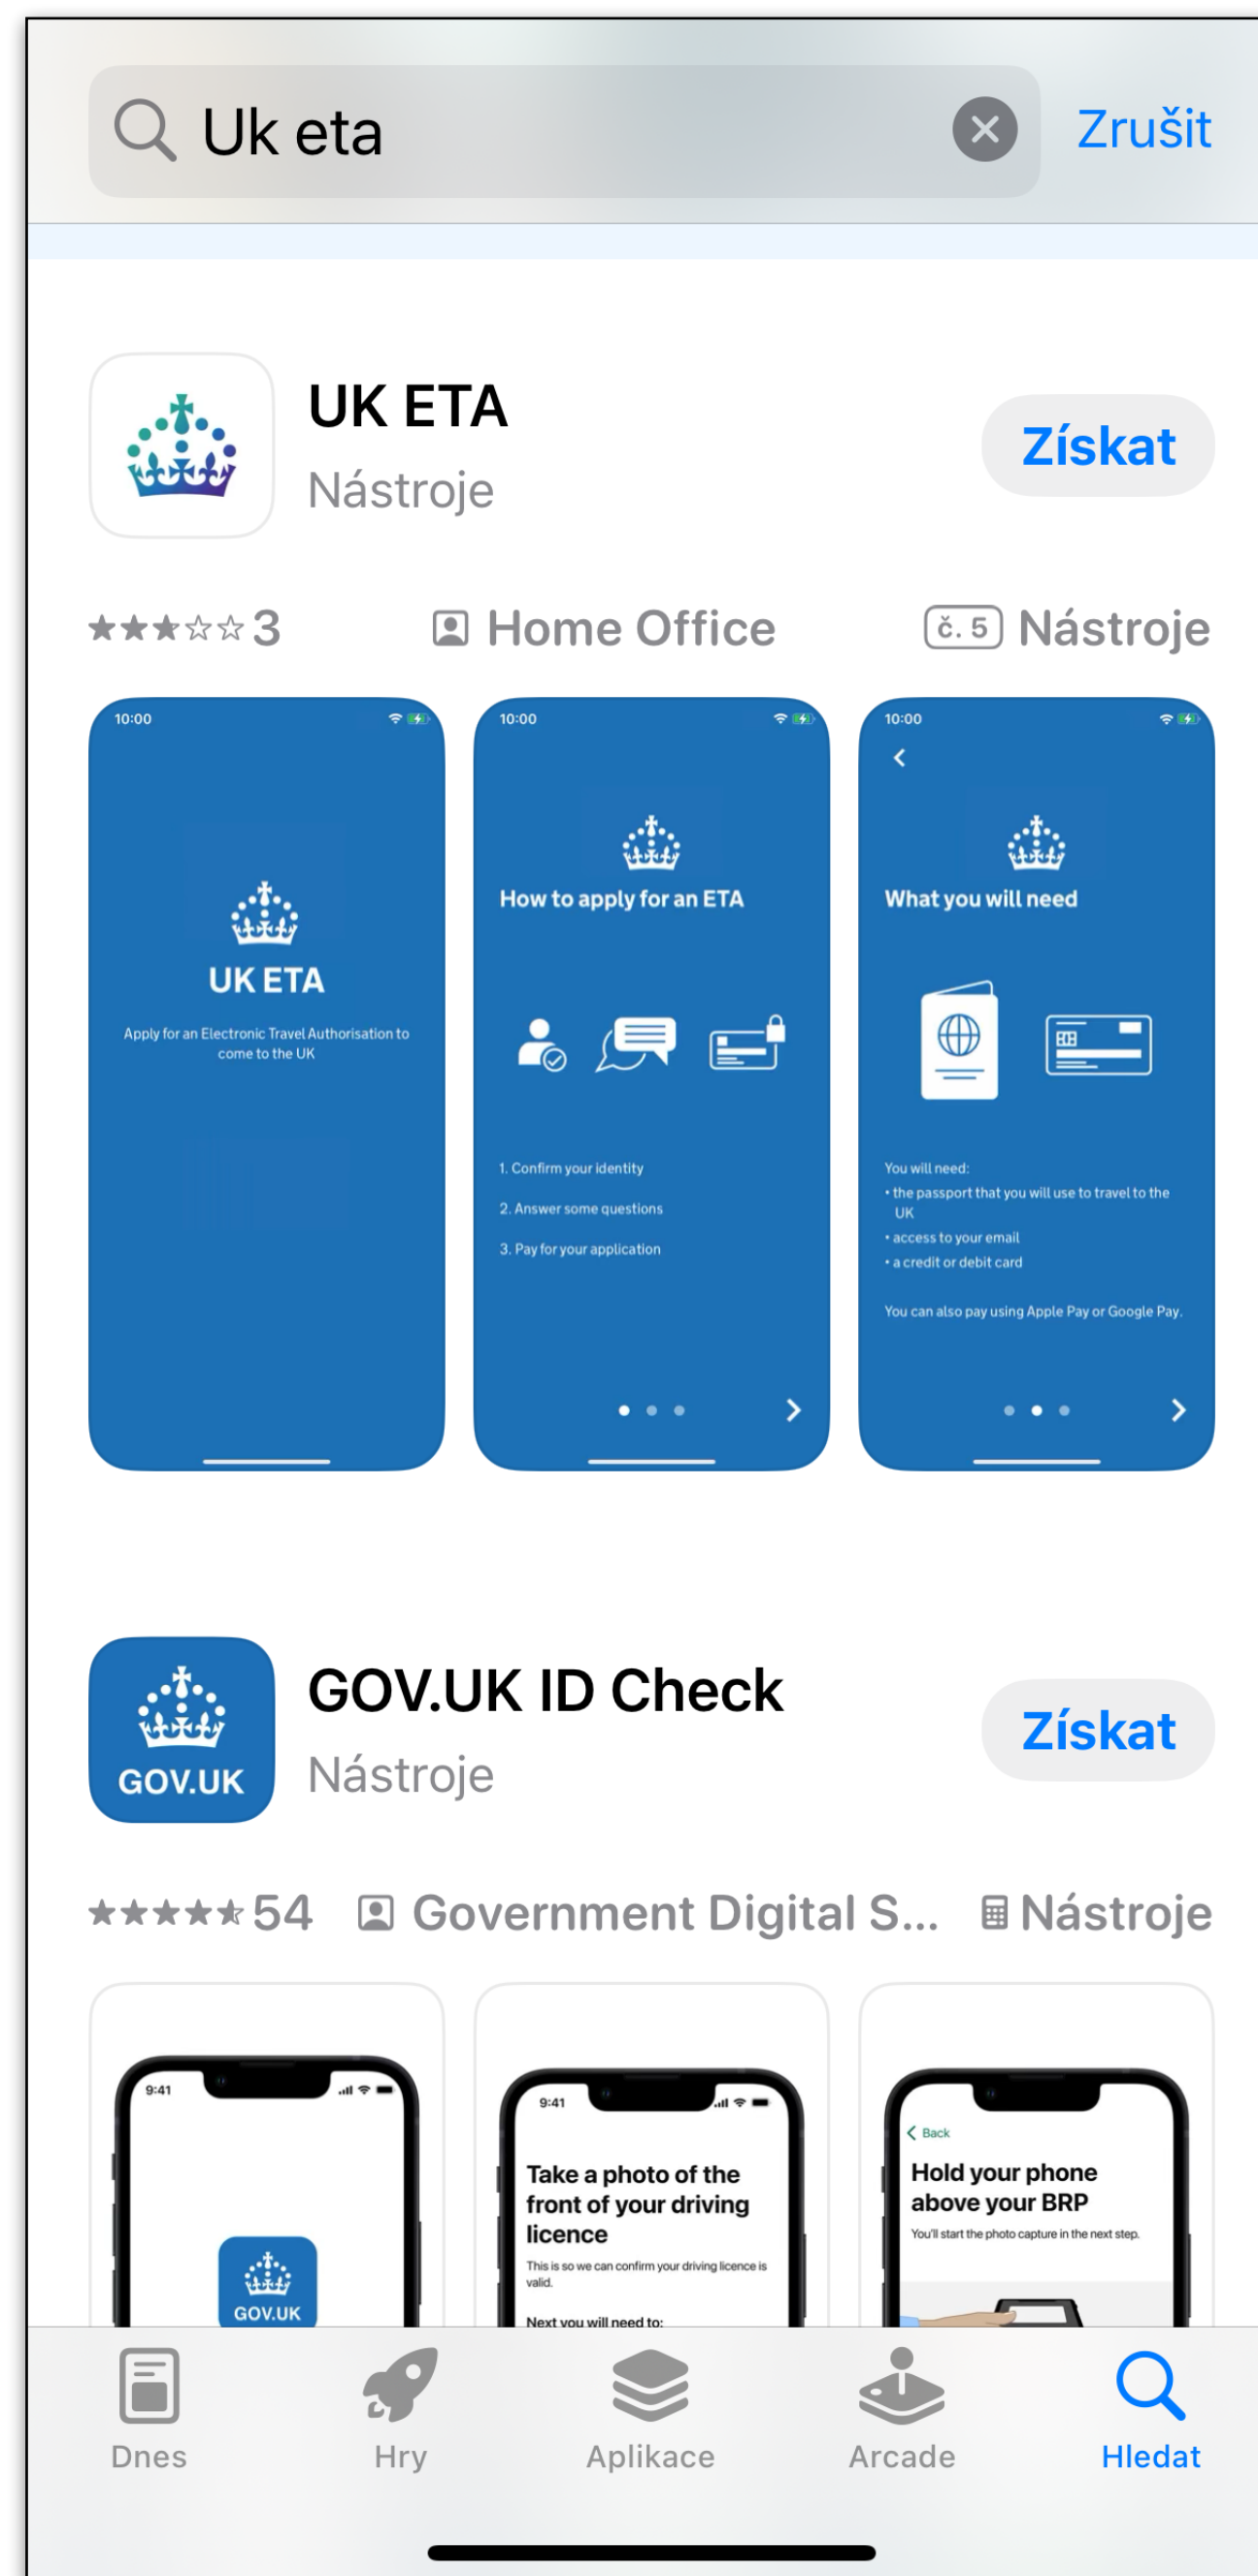 Uk eta
Zrušit
UK ETA
Nástroje
Získat
3
Home Office
č. 5 Nástroje
10:00
UK ETA
Apply for an Electronic Travel Authorisation to
come to the UK
10:00
How to apply for an ETA
1. Confirm your identity
2. Answer some questions
3. Pay for your application
10:00
What you will need
You will need:
• the passport that you will use to travel to the
UK
• access to your email
• a credit or debit card
You can also pay using Apple Pay or Google Pay.
GOV.UK
GOV.UK ID Check
Nástroje
Získat
54
Government Digital S...
Nástroje
9:41
GOV.UK
9:41
Take a photo of the
front of your driving
licence
This is so we can confirm your driving licence is
valid.
Next you will need to:
Back
Hold your phone
above your BRP
You'll start the photo capture in the next step.
Dnes
Hry
Aplikace
Arcade
Hledat